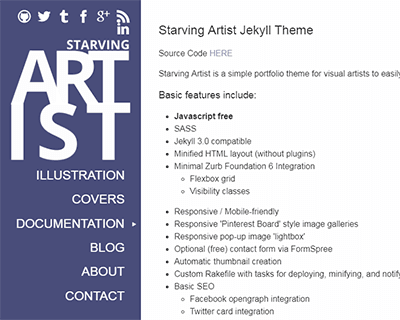 STARVING
ART
IST
ILLUSTRATION
COVERS
DOCUMENTATION
BLOG
ABOUT
CONTACT
Starving Artist Jekyll Theme
Source Code HERE
Starving Artist is a simple portfolio theme for visual artists to easily
Basic features include:
Javascript free
SASS
Jekyll 3.0 compatible
Minified HTML layout (without plugins)
Minimal Zurb Foundation 6 Integration
Flexbox grid
Visibility classes
Responsive / Mobile-friendly
Responsive 'Pinterest Board' style image galleries
Responsive pop-up image 'lightbox'
Optional (free) contact form via FormSpree
Automatic thumbnail creation
Custom Rakefile with tasks for deploying, minifying, and notify
Basic SEO
Facebook opengraph integration
Twitter card integration